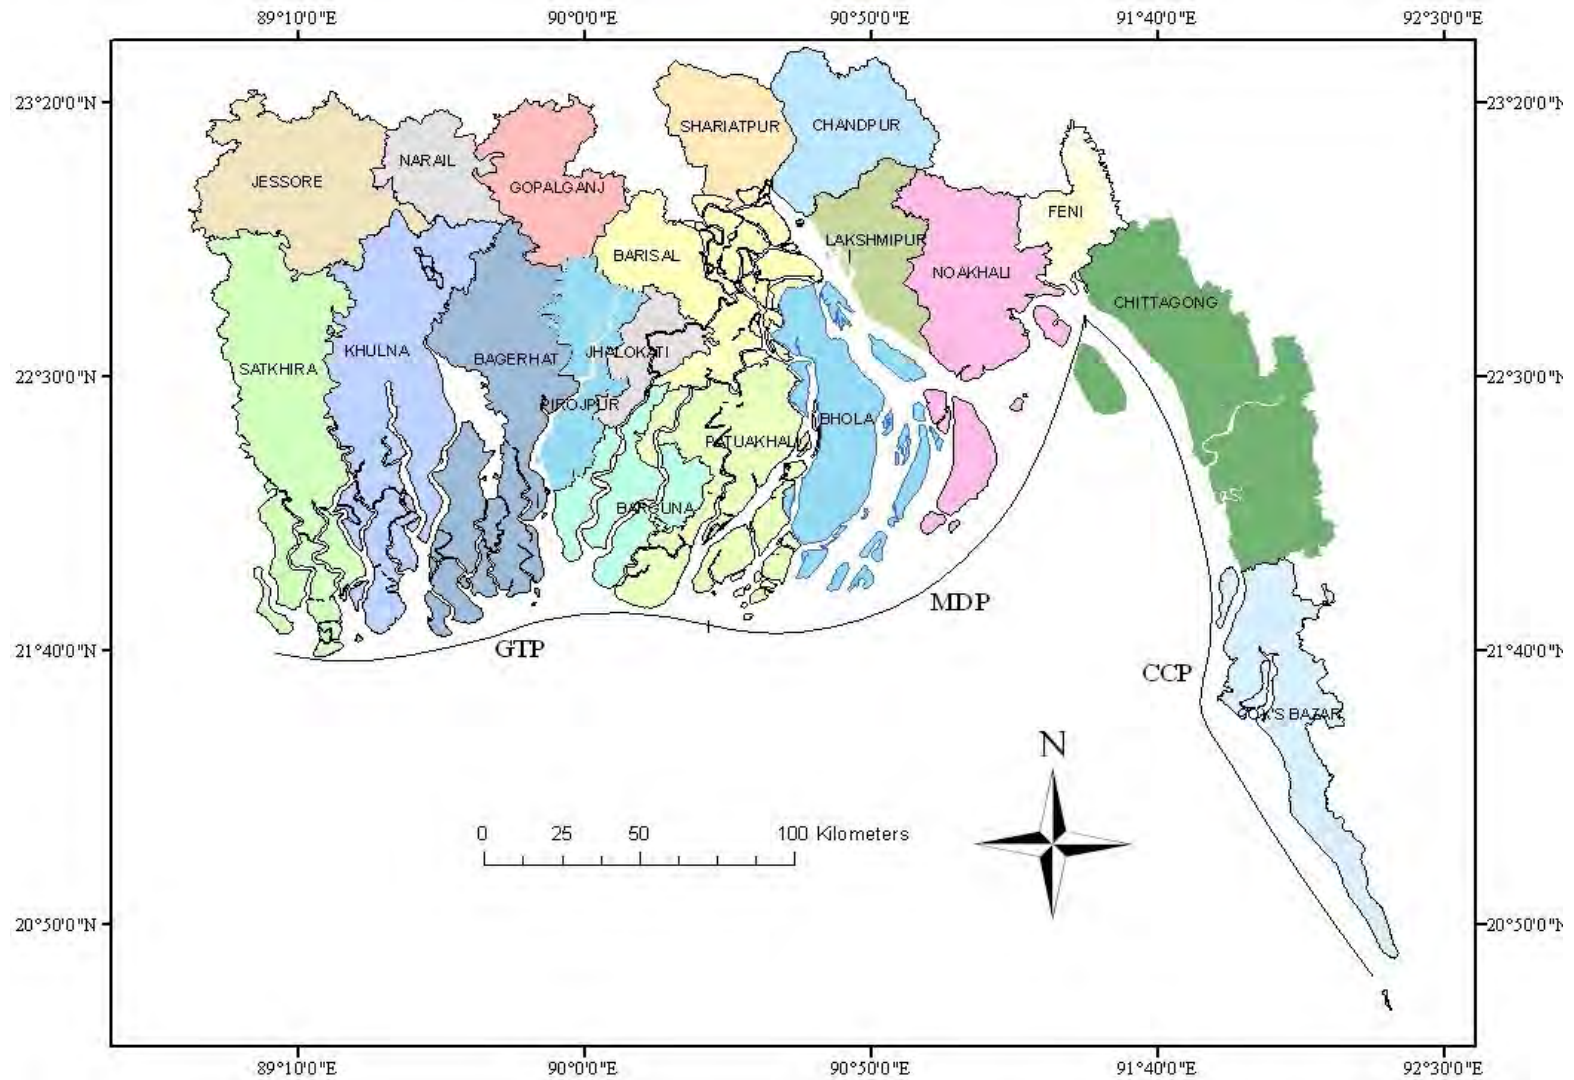 89°10'0"E 90°0'0"E 90°50'0"E 91°40'0"E 92°30'0"E
23°20'0"N 23°20'0"N
SHARIATPUR CHANDPUR
NARAIL
JESSORE GOPALGANJ
FENI
LAKSHMIPUR
BARISAL NOAKHALI
CHITTAGONG
KHULNA JHALOKATI
BAGERHAT
SATKHIRA
22°30'0"N 22°30'0"N
PIROJPUR
BHOLA
PATUAKHALI
BARGUNA
MDP
GTP
21°40'0"N 21°40'0"N
CCP
COX'S BAZAR
N
0 25 50 100 Kilometers
20°50'0"N 20°50'0"N
89°10'0"E 90°0'0"E 90°50'0"E 91°40'0"E 92°30'0"E